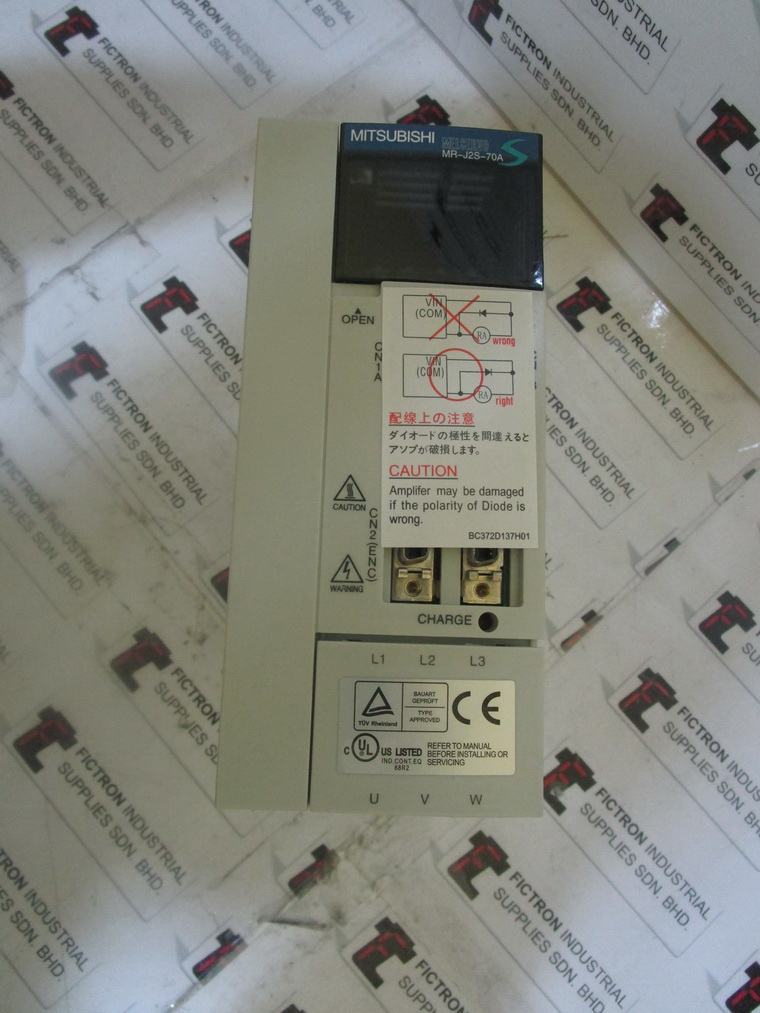 MITSUBISHI
MELSERVO
MR-J2S-70A
OPEN
CN1A
VIN
(COM)
RA
wrong
VIN
(COM)
RA
right
配線上の注意
ダイオードの極性を間違えると
アンプが破損します。
CAUTION
Amplifer may be damaged
if the polarity of Diode is
wrong.
BC372D137H01
CAUTION
CN2(ENC)
WARNING
CHARGE
L1 L2 L3
TÜV Rheinland
BAUART
GEPRÜFT
TYPE
APPROVED
CE
C UL US LISTED
IND.CONT.EQ
68R2
REFER TO MANUAL
BEFORE INSTALLING OR
SERVICING
U V W
FICTRON INDUSTRIAL
SUPPLIES SDN. BHD.